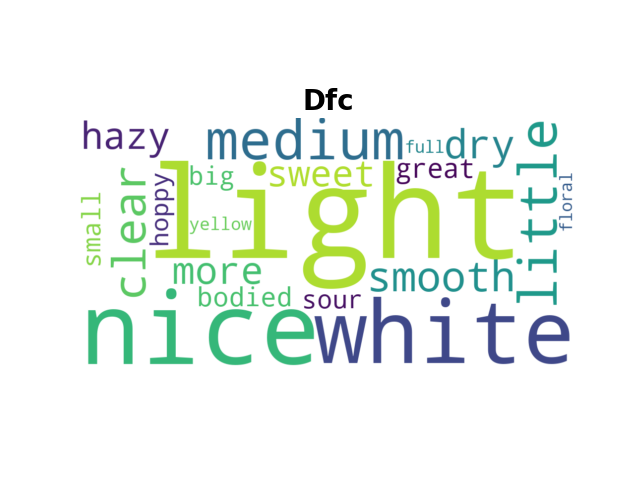 Dfc
hazy medium full dry little
small clear hoppy big light sweet great floral
yellow
more bodied sour smooth
nice white